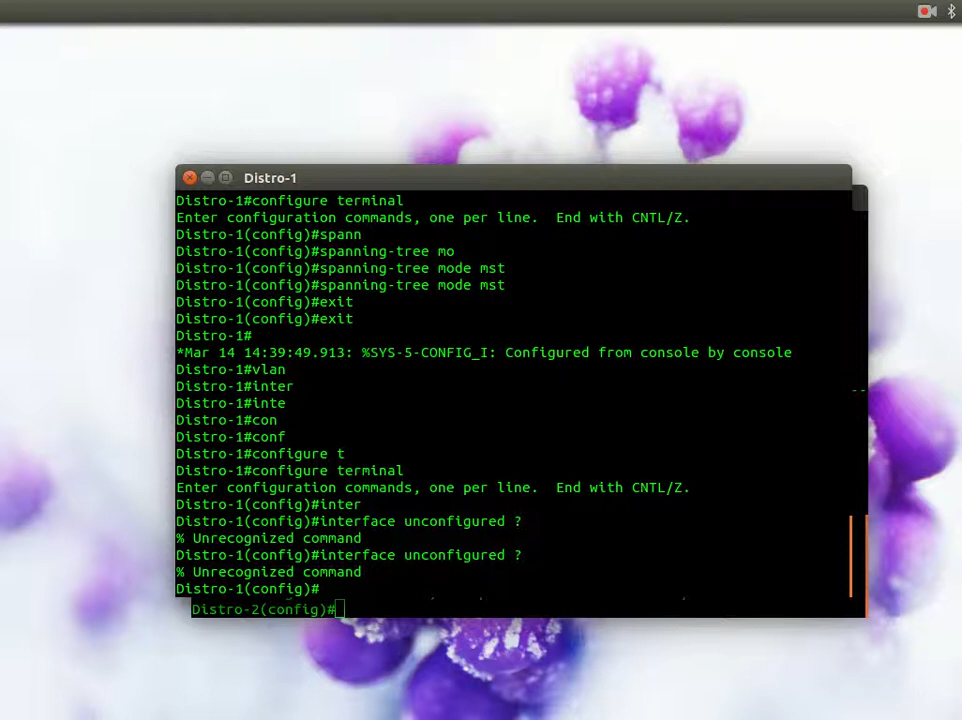 Distro-1
Distro-1#configure terminal
Enter configuration commands, one per line.  End with CNTL/Z.
Distro-1(config)#spann
Distro-1(config)#spanning-tree mo
Distro-1(config)#spanning-tree mode mst
Distro-1(config)#spanning-tree mode mst
Distro-1(config)#exit
Distro-1(config)#exit
Distro-1#
*Mar 14 14:39:49.913: %SYS-5-CONFIG_I: Configured from console by console
Distro-1#vlan
Distro-1#inter
Distro-1#inte
Distro-1#con
Distro-1#conf
Distro-1#configure t
Distro-1#configure terminal
Enter configuration commands, one per line.  End with CNTL/Z.
Distro-1(config)#inter
Distro-1(config)#interface unconfigured ?
% Unrecognized command
Distro-1(config)#interface unconfigured ?
% Unrecognized command
Distro-1(config)#
Distro-2(config)#